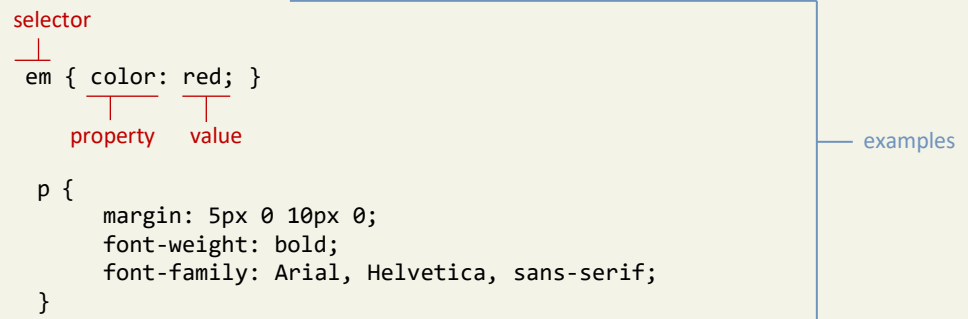 selector
em { color: red; }
property value
examples
p {
margin: 5px 0 10px 0;
font-weight: bold;
font-family: Arial, Helvetica, sans-serif;
}